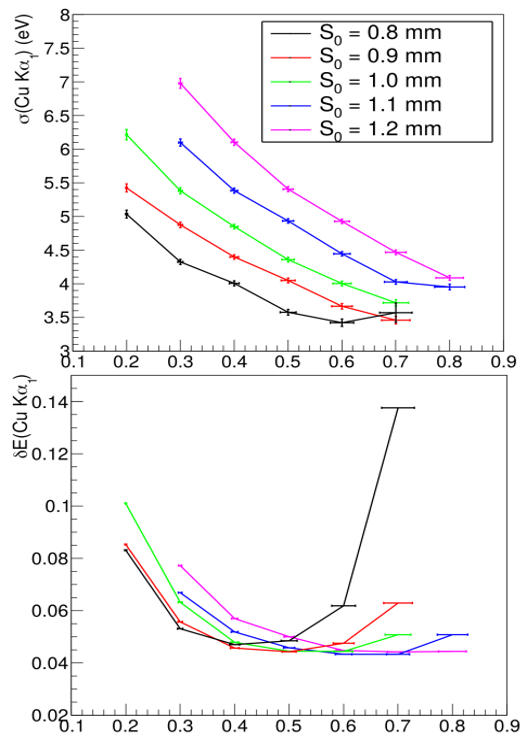 σ(Cu Kα₁) (eV)
8
7.5
7
6.5
6
5.5
5
4.5
4
3.5
3
S₀ = 0.8 mm
S₀ = 0.9 mm
S₀ = 1.0 mm
S₀ = 1.1 mm
S₀ = 1.2 mm
0.1 0.2 0.3 0.4 0.5 0.6 0.7 0.8 0.9
δE(Cu Kα₁)
0.14
0.12
0.1
0.08
0.06
0.04
0.02
0.1 0.2 0.3 0.4 0.5 0.6 0.7 0.8 0.9